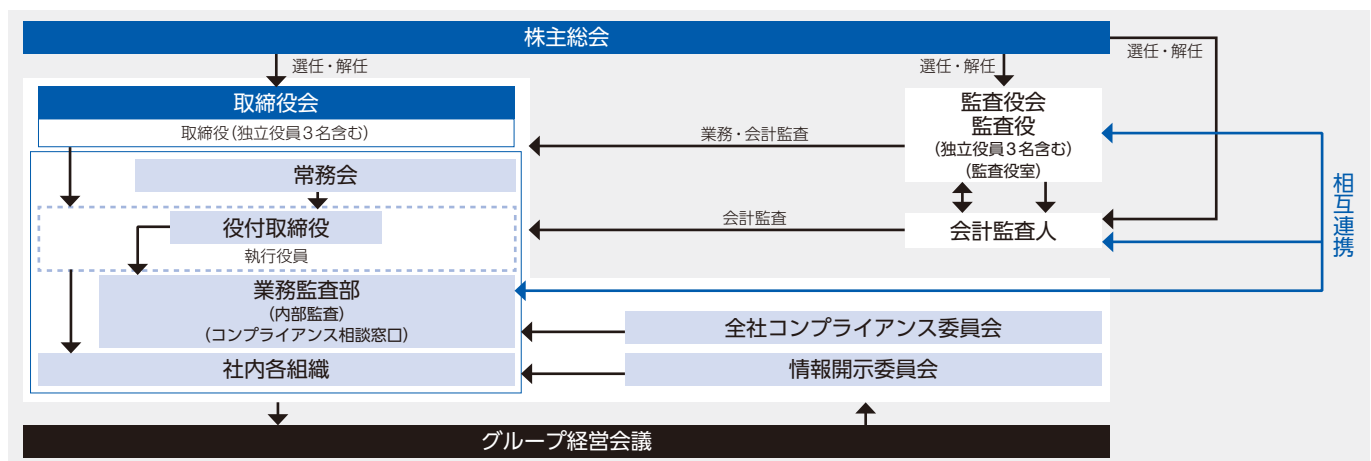 株主総会
選任・解任
選任・解任
選任・解任
取締役会
取締役(独立役員3名含む)
監査役会
監査役
(独立役員3名含む)
(監査役室)
業務・会計監査
常務会
役付取締役
執行役員
会計監査
会計監査人
相互連携
業務監査部
(内部監査)
(コンプライアンス相談窓口)
全社コンプライアンス委員会
社内各組織
情報開示委員会
グループ経営会議